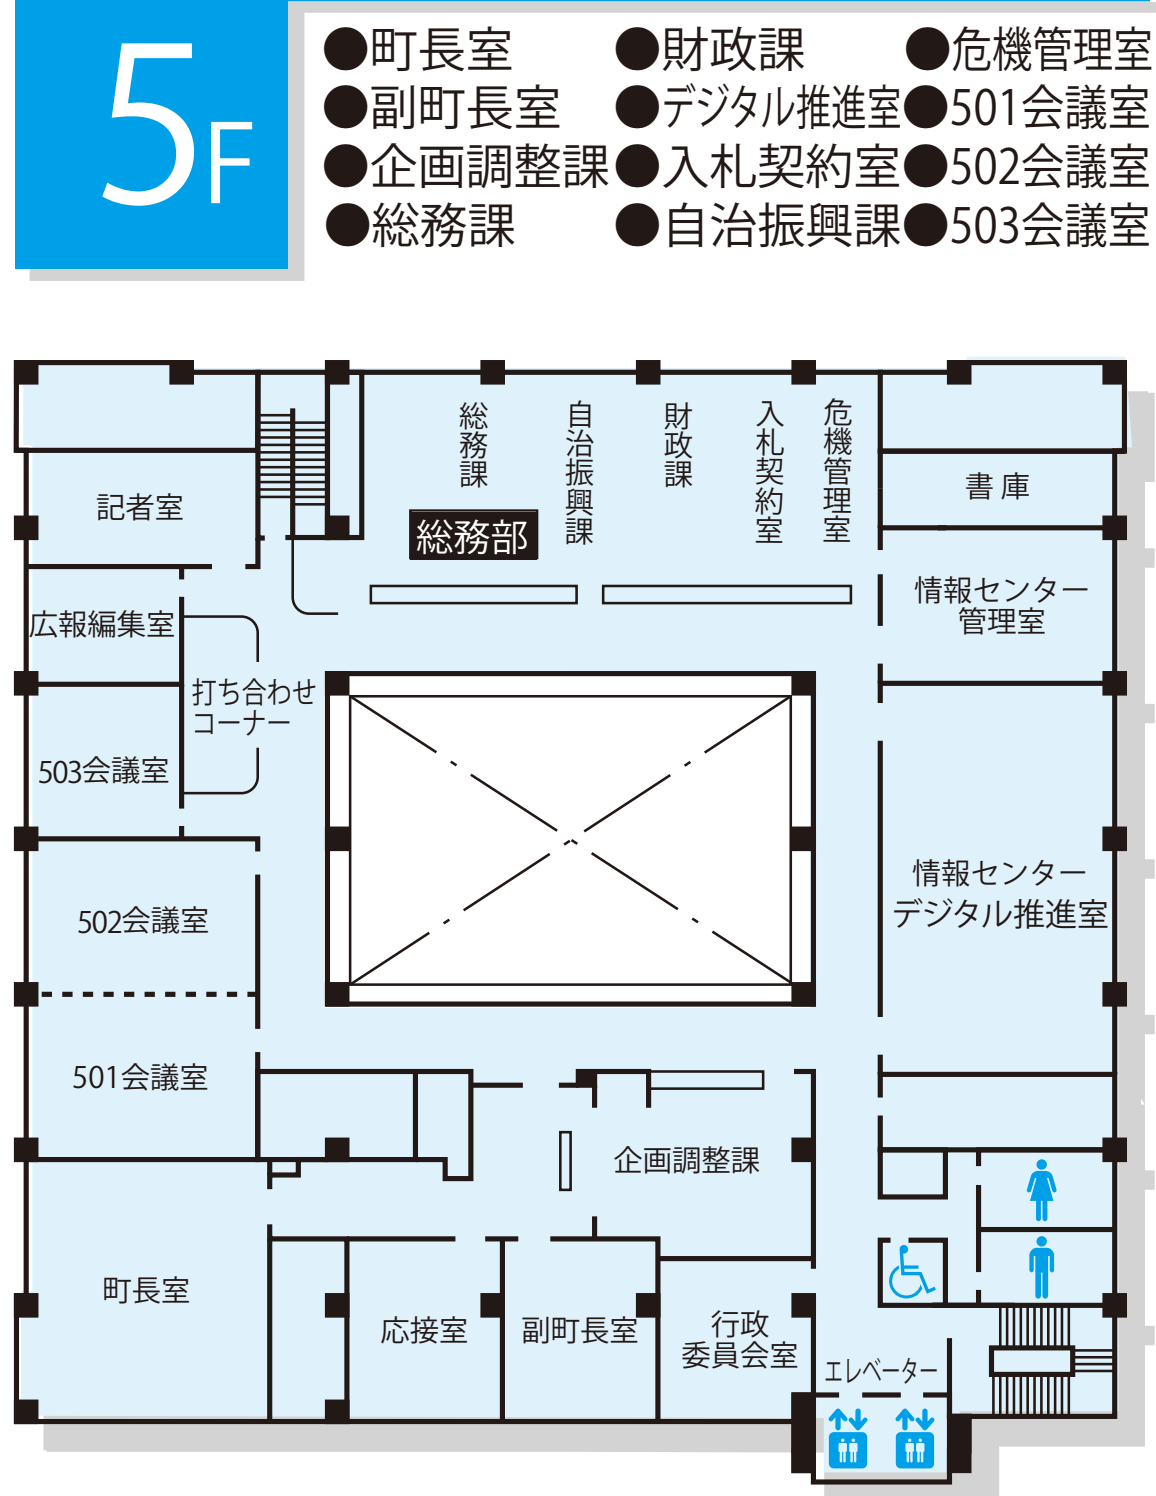 5F
●町長室
●副町長室
●企画調整課
●総務課
●財政課
●デジタル推進室
●入札契約室
●自治振興課
●危機管理室
●501会議室
●502会議室
●503会議室
総務課
自治振興課
財政課
入札契約室
危機管理室
総務部
書庫
記者室
情報センター
管理室
広報編集室
打ち合わせ
コーナー
503会議室
502会議室
情報センター
デジタル推進室
501会議室
企画調整課
町長室
応接室
副町長室
行政
委員会室
エレベーター